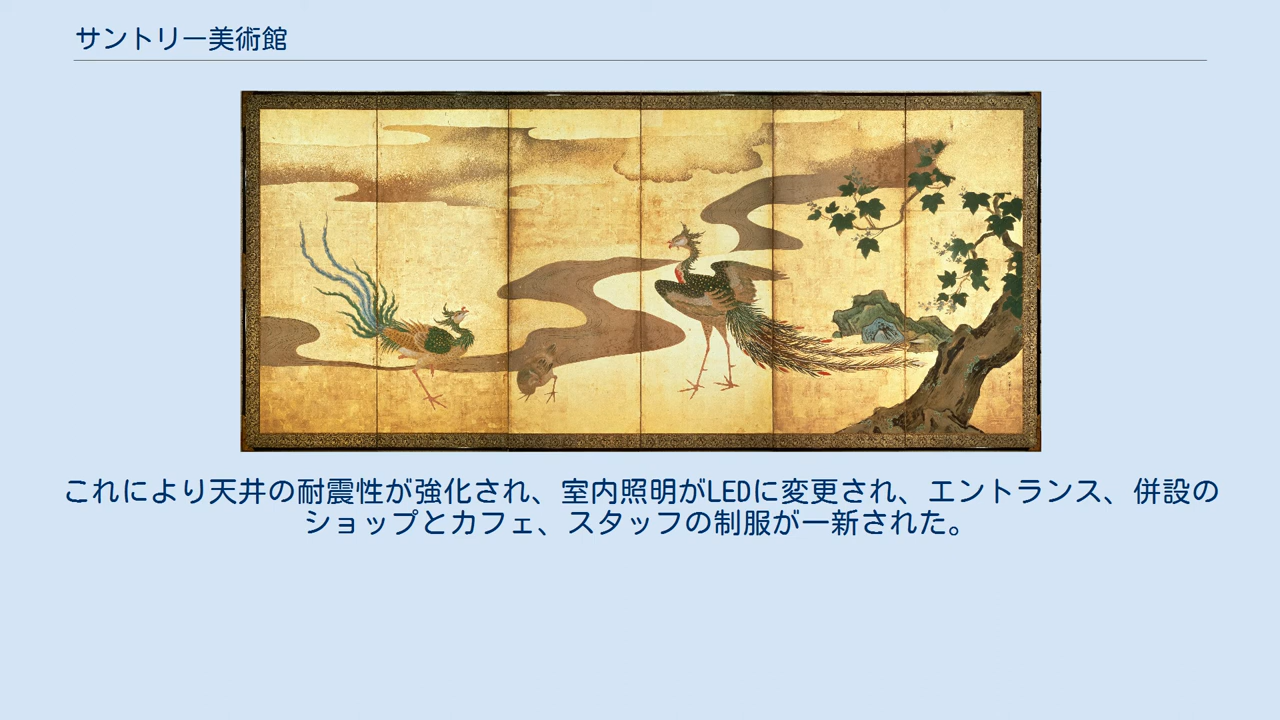 サントリー美術館
これにより天井の耐震性が強化され、室内照明がLEDに変更され、エントランス、併設の
ショップとカフェ、スタッフの制服が一新された。